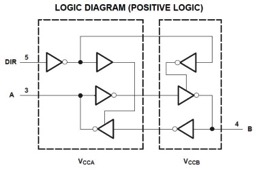 LOGIC DIAGRAM (POSITIVE LOGIC)
DIR 5
A 3
4 B
VCCA
VCCB